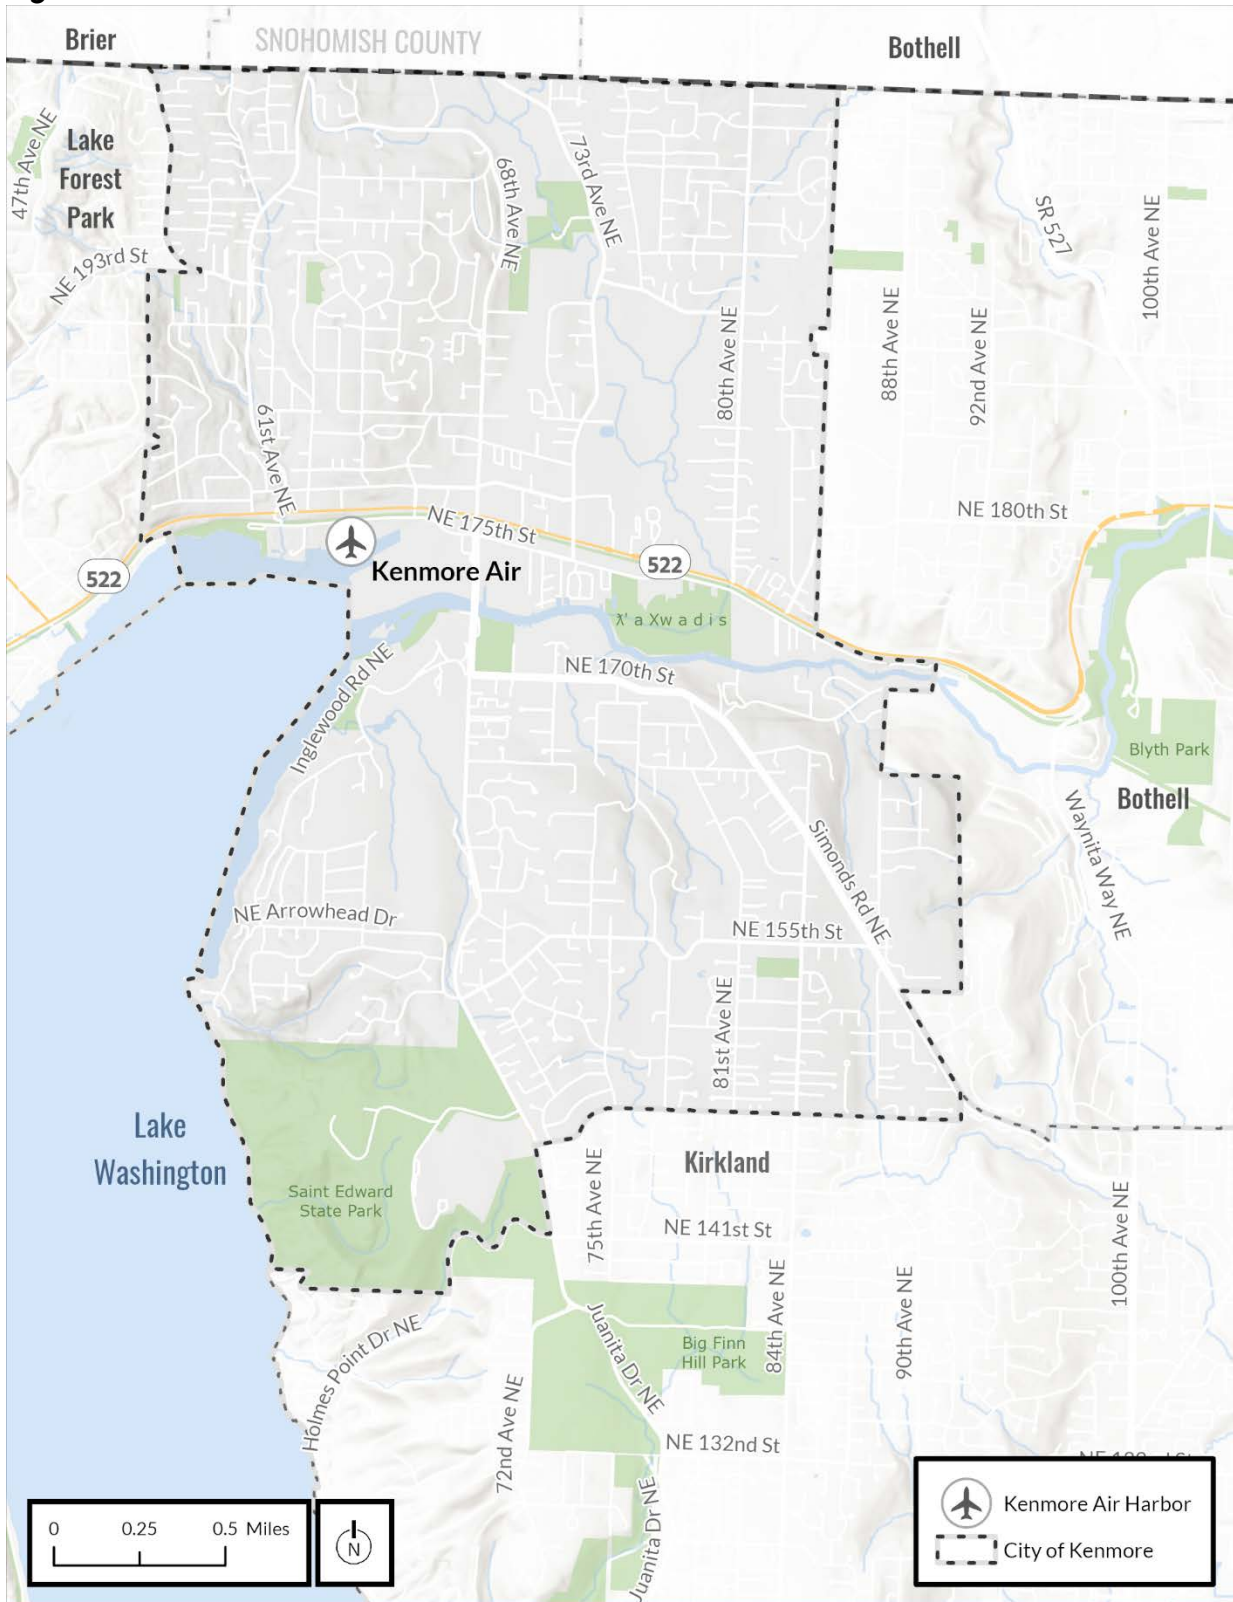 Brier
SNOHOMISH COUNTY
Bothell
47th Ave NE
Lake
Forest
Park
68th Ave NE
73rd Ave NE
SR 527
100th Ave NE
NE 193rd St
61st Ave NE
80th Ave NE
88th Ave NE
92nd Ave NE
NE 175th St
NE 180th St
522
Kenmore Air
522
ƛ' a Xw a d i s
Inglewood Rd NE
NE 170th St
Blyth Park
Bothell
Simonds Rd NE
Waynita Way NE
NE Arrowhead Dr
NE 155th St
81st Ave NE
Lake
Washington
Kirkland
Saint Edward
State Park
75th Ave NE
NE 141st St
100th Ave NE
Holmes Point Dr NE
Juanita Dr NE
Big Finn
Hill Park
84th Ave NE
90th Ave NE
72nd Ave NE
NE 132nd St
Juanita Dr NE
0 0.25 0.5 Miles
N
Kenmore Air Harbor
City of Kenmore